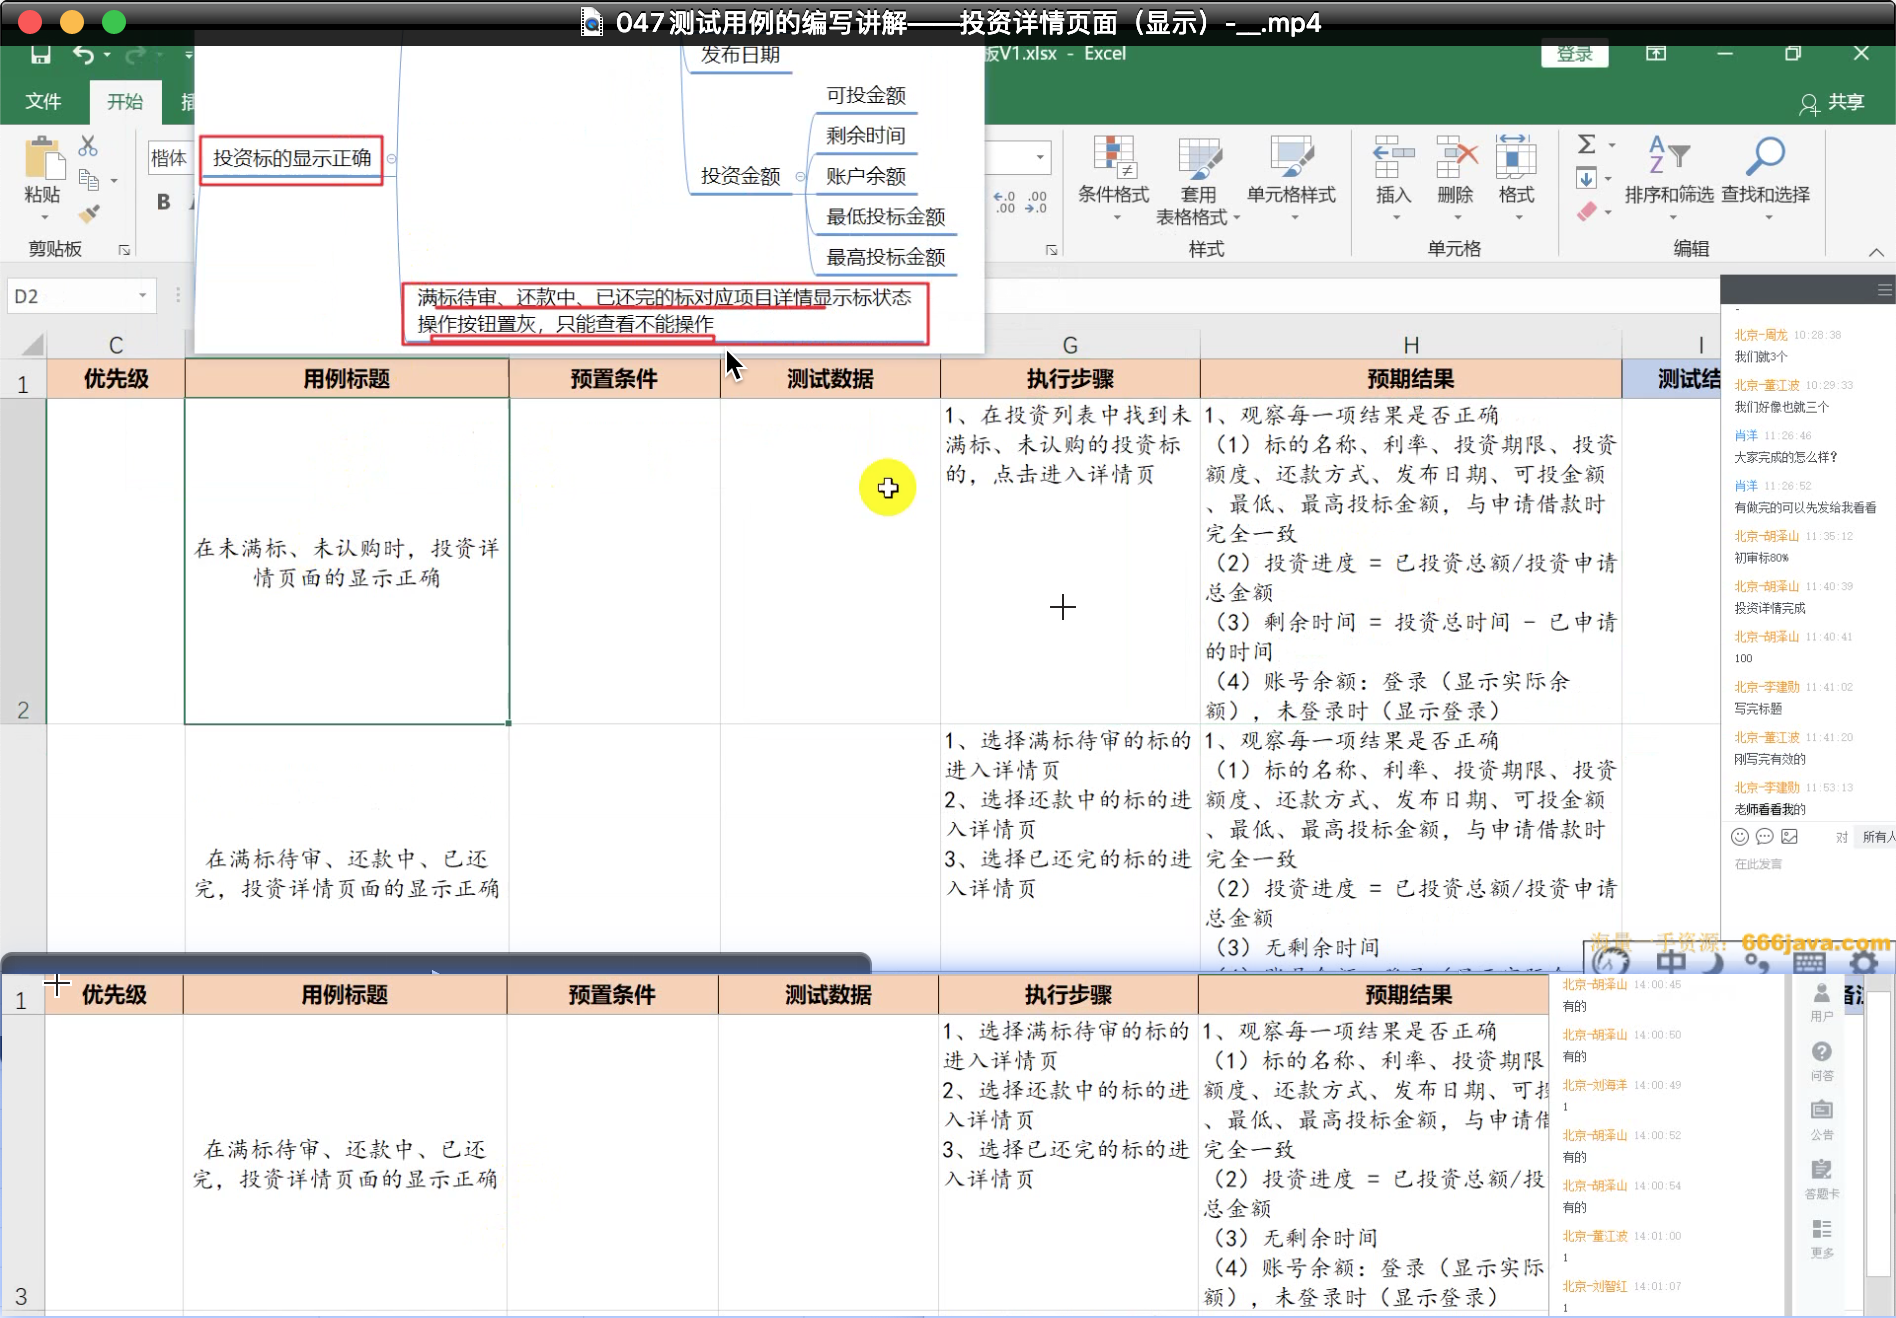 047测试用例的编写讲解——投资详情页面（显示）-__.mp4
板V1.xlsx - Excel
登录
文件
开始
插
共享
发布日期
可投金额
剩余时间
投资标的显示正确
投资金额
账户余额
最低投标金额
最高投标金额
满标待审、还款中、已还完的标对应项目详情显示标状态
操作按钮置灰，只能查看不能操作
粘贴
剪贴板
楷体
B
条件格式
套用
表格格式
单元格样式
样式
插入
删除
格式
单元格
排序和筛选
查找和选择
编辑
D2
C
G
H
I
1
优先级
用例标题
预置条件
测试数据
执行步骤
预期结果
测试结
2
在未满标、未认购时，投资详
情页面的显示正确
1、在投资列表中找到未
满标、未认购的投资标
的，点击进入详情页
1、观察每一项结果是否正确
（1）标的名称、利率、投资期限、投资
额度、还款方式、发布日期、可投金额
、最低、最高投标金额，与申请借款时
完全一致
（2）投资进度 = 已投资总额/投资申请
总金额
（3）剩余时间 = 投资总时间 - 已申请
的时间
（4）账号余额：登录（显示实际余
额），未登录时（显示登录）
在满标待审、还款中、已还
完，投资详情页面的显示正确
1、选择满标待审的标的
进入详情页
2、选择还款中的标的进
入详情页
3、选择已还完的标的进
入详情页
1、观察每一项结果是否正确
（1）标的名称、利率、投资期限、投资
额度、还款方式、发布日期、可投金额
、最低、最高投标金额，与申请借款时
完全一致
（2）投资进度 = 已投资总额/投资申请
总金额
（3）无剩余时间
北京-周龙 10:28:38
我们就3个
北京-董江波 10:29:33
我们好像也就三个
肖洋 11:26:46
大家完成的怎么样？
肖洋 11:26:52
有做完的可以先发给我看看
北京-胡泽山 11:35:12
初审标80%
北京-胡泽山 11:40:39
投资详情完成
北京-胡泽山 11:40:41
100
北京-李建勋 11:41:02
写完标题
北京-董江波 11:41:20
刚写完有效的
北京-李建勋 11:53:13
老师看看我的
对
所有人
在此发言
海量一手资源：666java.com
中
1
优先级
用例标题
预置条件
测试数据
执行步骤
预期结果
备注
3
在满标待审、还款中、已还
完，投资详情页面的显示正确
1、选择满标待审的标的
进入详情页
2、选择还款中的标的进
入详情页
3、选择已还完的标的进
入详情页
1、观察每一项结果是否正确
（1）标的名称、利率、投资期限
额度、还款方式、发布日期、可投
、最低、最高投标金额，与申请借
完全一致
（2）投资进度 = 已投资总额/投
总金额
（3）无剩余时间
（4）账号余额：登录（显示实际
额），未登录时（显示登录）
北京-胡泽山 14:00:45
有的
北京-胡泽山 14:00:50
有的
北京-刘海洋 14:00:49
1
北京-胡泽山 14:00:52
有的
北京-胡泽山 14:00:54
有的
北京-董江波 14:01:00
1
北京-刘智红 14:01:07
1
用户
问答
公告
答题卡
更多